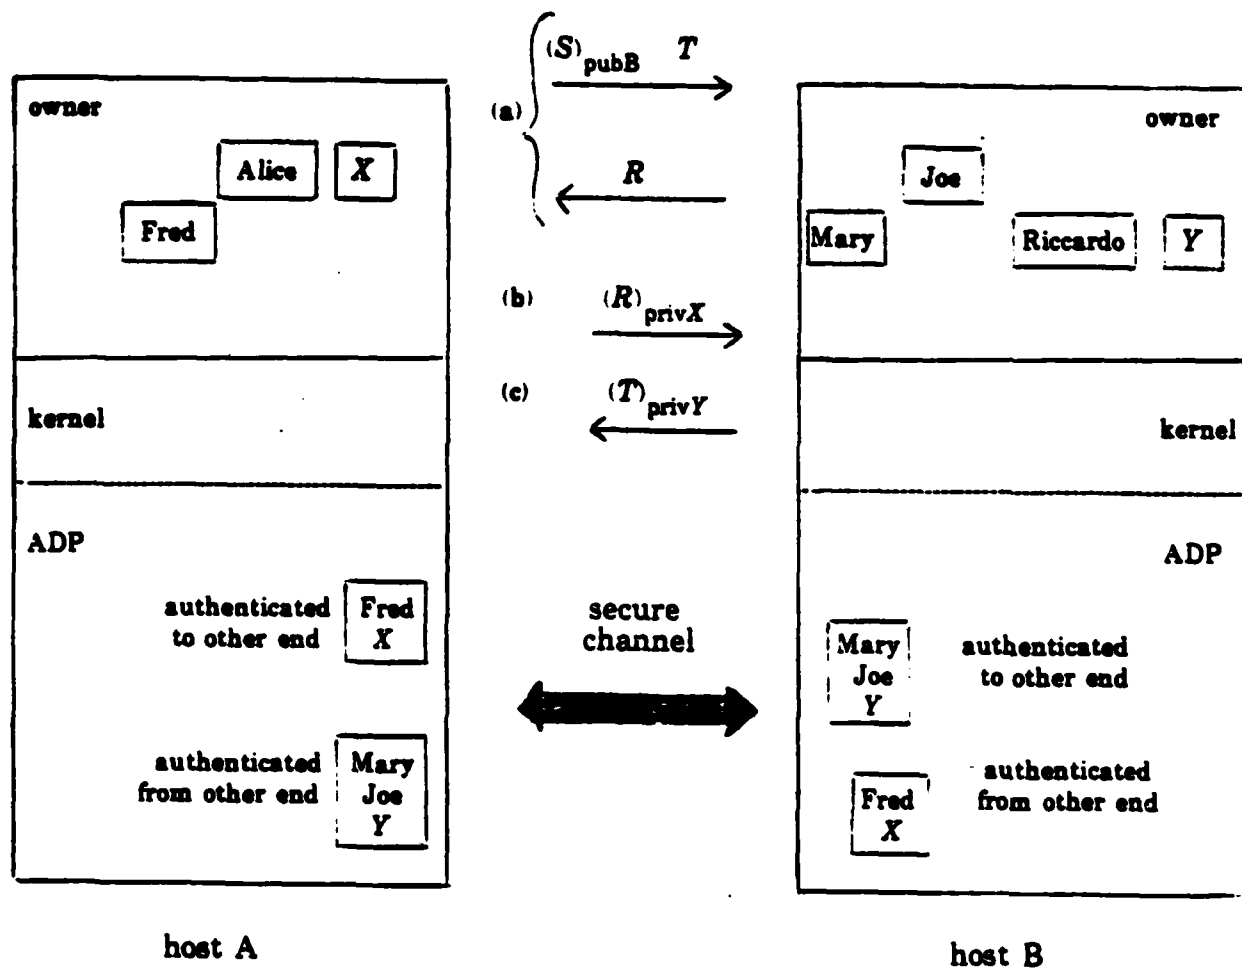 (a)
(S)pubB T
R
(b)
(R)privX
(c)
(T)privY
owner
Alice
X
Fred
kernel
ADP
authenticated
to other end
Fred
X
authenticated
from other end
Mary
Joe
Y
host A
secure
channel
owner
Joe
Mary
Riccardo
Y
kernel
ADP
Mary
Joe
Y
authenticated
to other end
Fred
X
authenticated
from other end
host B